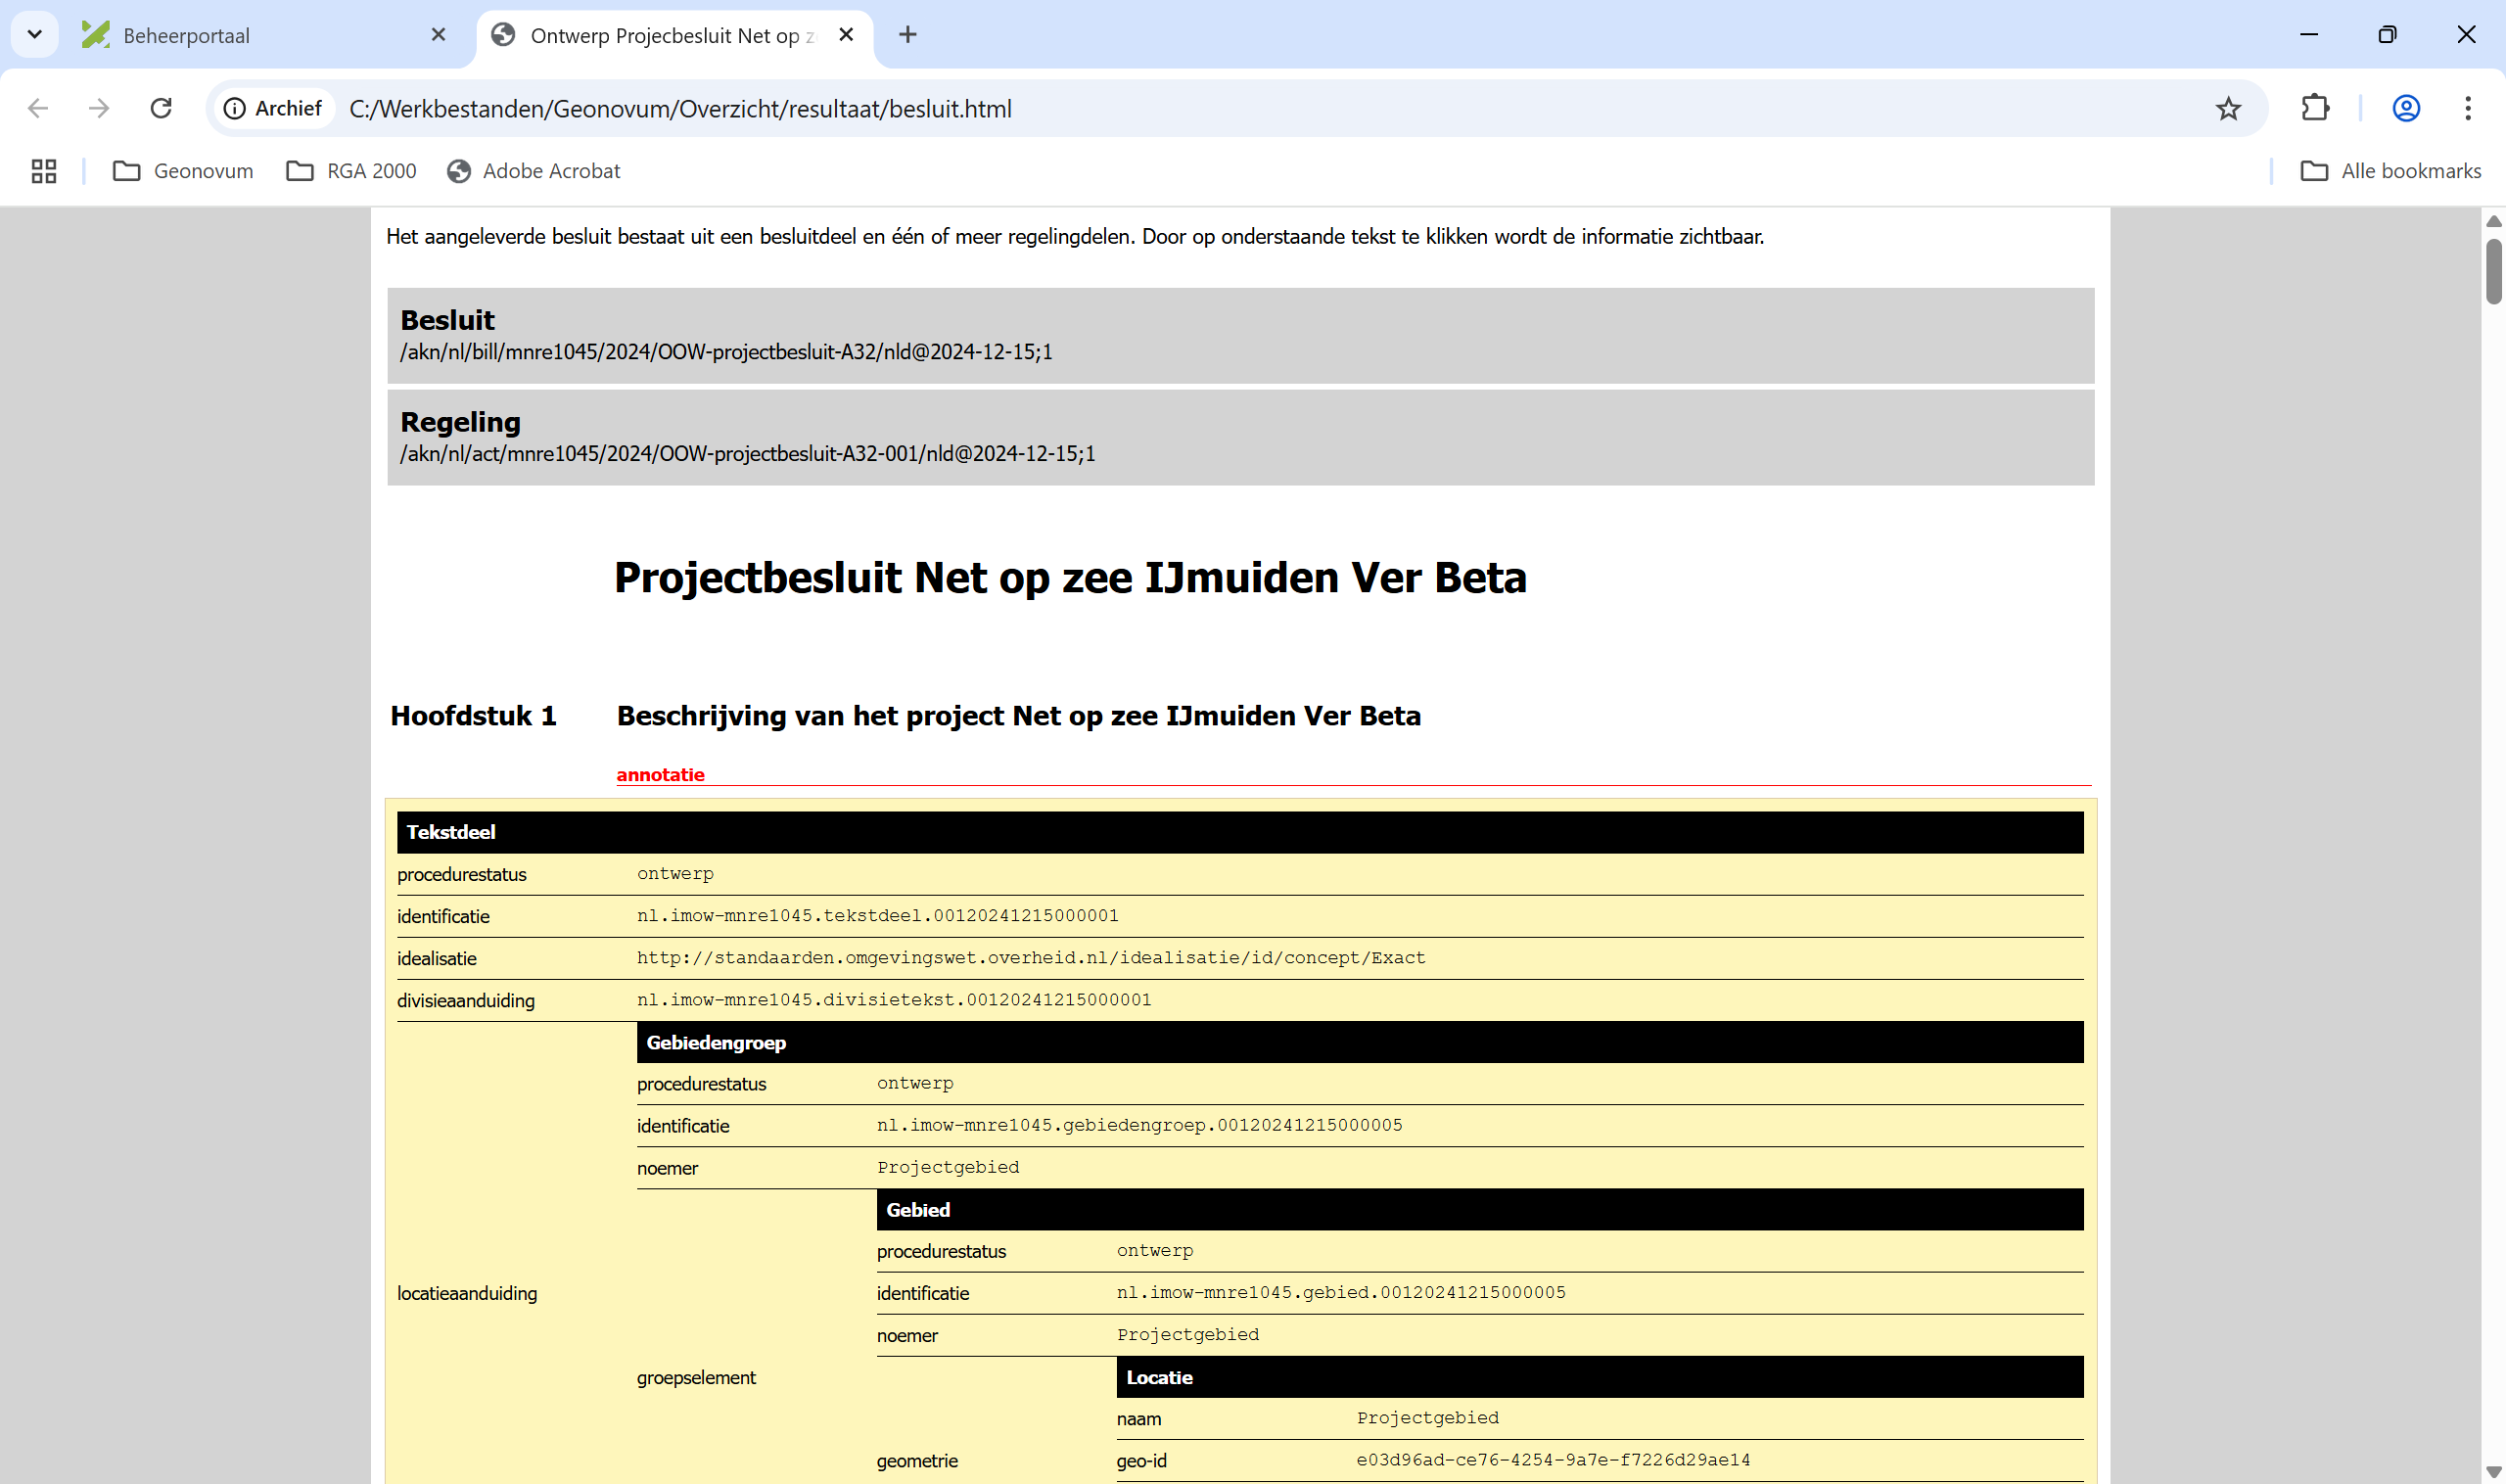 Beheerportaal
Ontwerp Projecbesluit Net op z
Archief C:/Werkbestanden/Geonovum/Overzicht/resultaat/besluit.html
Geonovum RGA 2000 Adobe Acrobat Alle bookmarks
Het aangeleverde besluit bestaat uit een besluitdeel en één of meer regelingdelen. Door op onderstaande tekst te klikken wordt de informatie zichtbaar.
Besluit
/akn/nl/bill/mnre1045/2024/OOW-projectbesluit-A32/nld@2024-12-15;1
Regeling
/akn/nl/act/mnre1045/2024/OOW-projectbesluit-A32-001/nld@2024-12-15;1
Projectbesluit Net op zee IJmuiden Ver Beta
Hoofdstuk 1 Beschrijving van het project Net op zee IJmuiden Ver Beta
annotatie
Tekstdeel
procedurestatus ontwerp
identificatie nl.imow-mnre1045.tekstdeel.00120241215000001
idealisatie http://standaarden.omgevingswet.overheid.nl/idealisatie/id/concept/Exact
divisieaanduiding nl.imow-mnre1045.divisietekst.00120241215000001
Gebiedengroep
procedurestatus ontwerp
identificatie nl.imow-mnre1045.gebiedengroep.00120241215000005
noemer Projectgebied
Gebied
procedurestatus ontwerp
locatieaanduiding identificatie nl.imow-mnre1045.gebied.00120241215000005
noemer Projectgebied
groepselement Locatie
naam Projectgebied
geometrie geo-id e03d96ad-ce76-4254-9a7e-f7226d29ae14